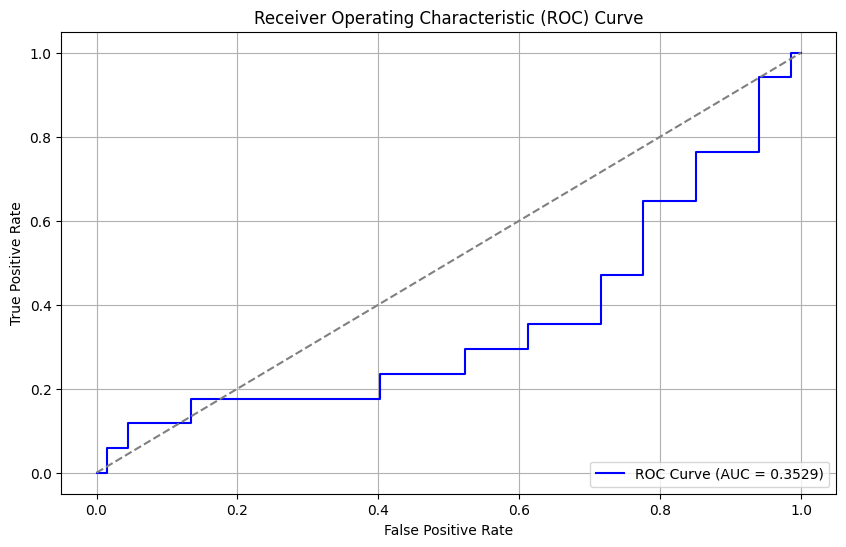 Receiver Operating Characteristic (ROC) Curve
1.0
0.8
0.6
0.4
0.2
0.0
True Positive Rate
ROC Curve (AUC = 0.3529)
0.0 0.2 0.4 0.6 0.8 1.0
False Positive Rate